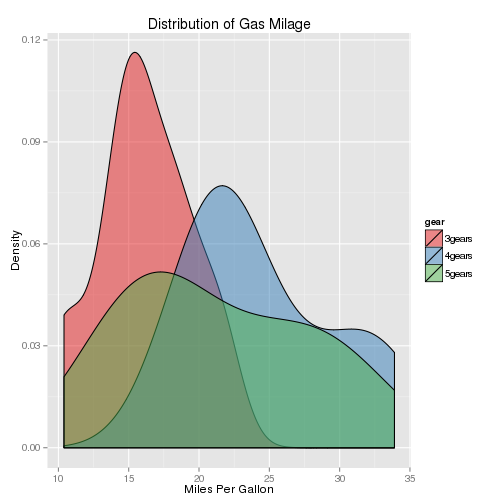 Distribution of Gas Milage
0.12
0.09
0.06
0.03
0.00
Density
10 15 20 25 30 35
Miles Per Gallon
gear
3gears
4gears
5gears